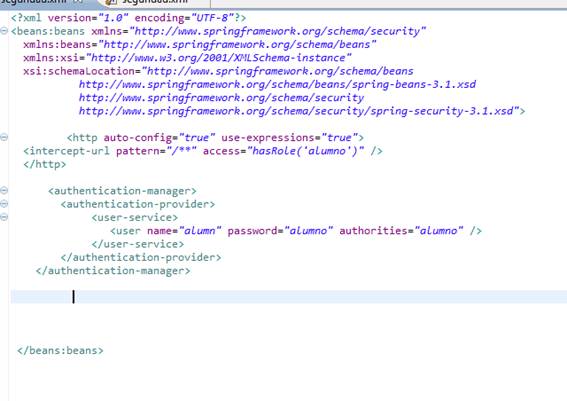 <?xml version="1.0" encoding="UTF-8"?>
<beans:beans xmlns="http://www.springframework.org/schema/security"
xmlns:beans="http://www.springframework.org/schema/beans"
xmlns:xsi="http://www.w3.org/2001/XMLSchema-instance"
xsi:schemaLocation="http://www.springframework.org/schema/beans
http://www.springframework.org/schema/beans/spring-beans-3.1.xsd
http://www.springframework.org/schema/security
http://www.springframework.org/schema/security/spring-security-3.1.xsd">
<http auto-config="true" use-expressions="true">
<intercept-url pattern="/**" access="hasRole('alumno')" />
</http>
<authentication-manager>
<authentication-provider>
<user-service>
<user name="alumn" password="alumno" authorities="alumno" />
</user-service>
</authentication-provider>
</authentication-manager>
</beans:beans>